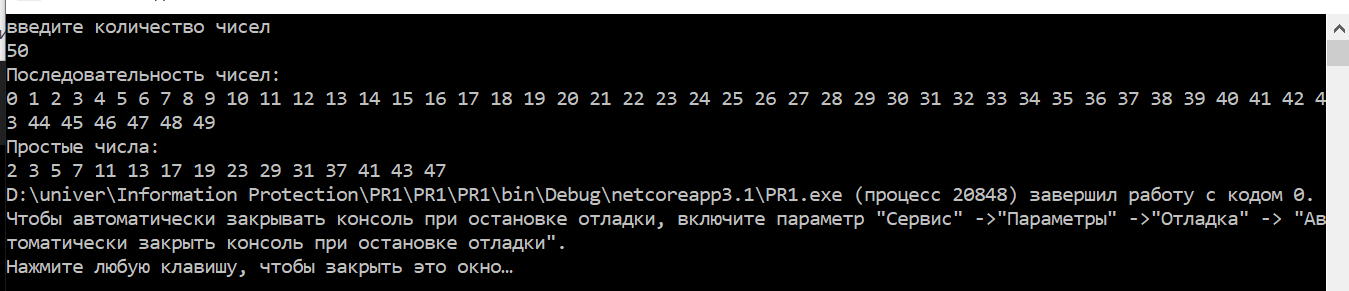 введите количество чисел
50
Последовательность чисел:
0 1 2 3 4 5 6 7 8 9 10 11 12 13 14 15 16 17 18 19 20 21 22 23 24 25 26 27 28 29 30 31 32 33 34 35 36 37 38 39 40 41 42 4
3 44 45 46 47 48 49
Простые числа:
2 3 5 7 11 13 17 19 23 29 31 37 41 43 47
D:\univer\Information Protection\PR1\PR1\PR1\bin\Debug\netcoreapp3.1\PR1.exe (процесс 20848) завершил работу с кодом 0.
Чтобы автоматически закрывать консоль при остановке отладки, включите параметр "Сервис" ->"Параметры" ->"Отладка" -> "Ав
томатически закрыть консоль при остановке отладки".
Нажмите любую клавишу, чтобы закрыть это окно…